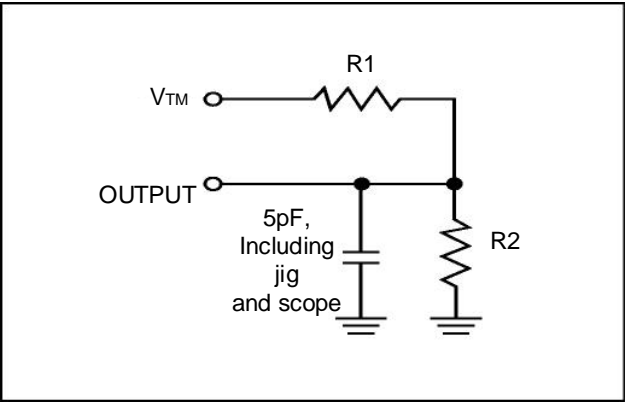 R1
VTM
OUTPUT
5pF,
Including
jig
and scope
R2